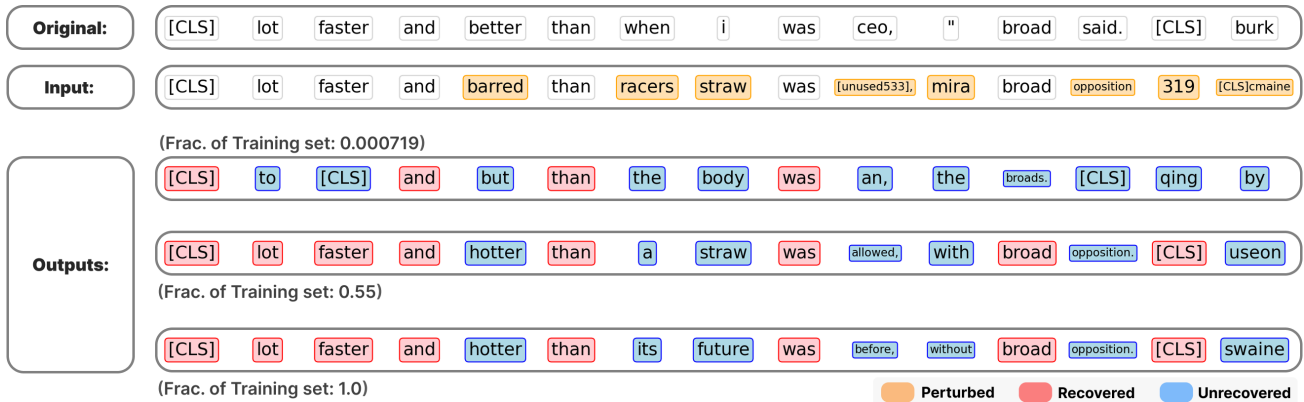 Original: [CLS] lot faster and better than when i was ceo, " broad said. [CLS] burk
Input: [CLS] lot faster and barred than racers straw was [unused533], mira broad opposition 319 [CLS]cmaine
(Frac. of Training set: 0.000719)
[CLS] to [CLS] and but than the body was an, the broads. [CLS] qing by
Outputs: [CLS] lot faster and hotter than a straw was allowed, with broad opposition. [CLS] useon
(Frac. of Training set: 0.55)
[CLS] lot faster and hotter than its future was before, without broad opposition. [CLS] swaine
(Frac. of Training set: 1.0)
Perturbed Recovered Unrecovered